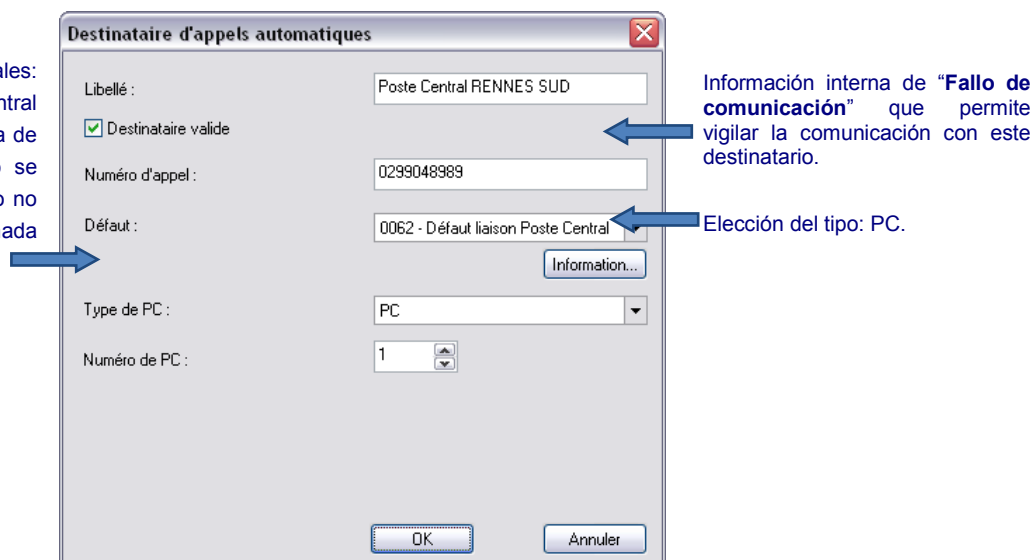 Destinataire d'appels automatiques
ales:
ntral
a de
se
no
ada
Libellé :
Poste Central RENNES SUD
Destinataire valide
Numéro d'appel :
0299048989
Défaut :
0062 - Défaut liaison Poste Central
Information...
Type de PC :
PC
Numéro de PC :
1
OK
Annuler
Información interna de “Fallo de
comunicación” que permite
vigilar la comunicación con este
destinatario.
Elección del tipo: PC.